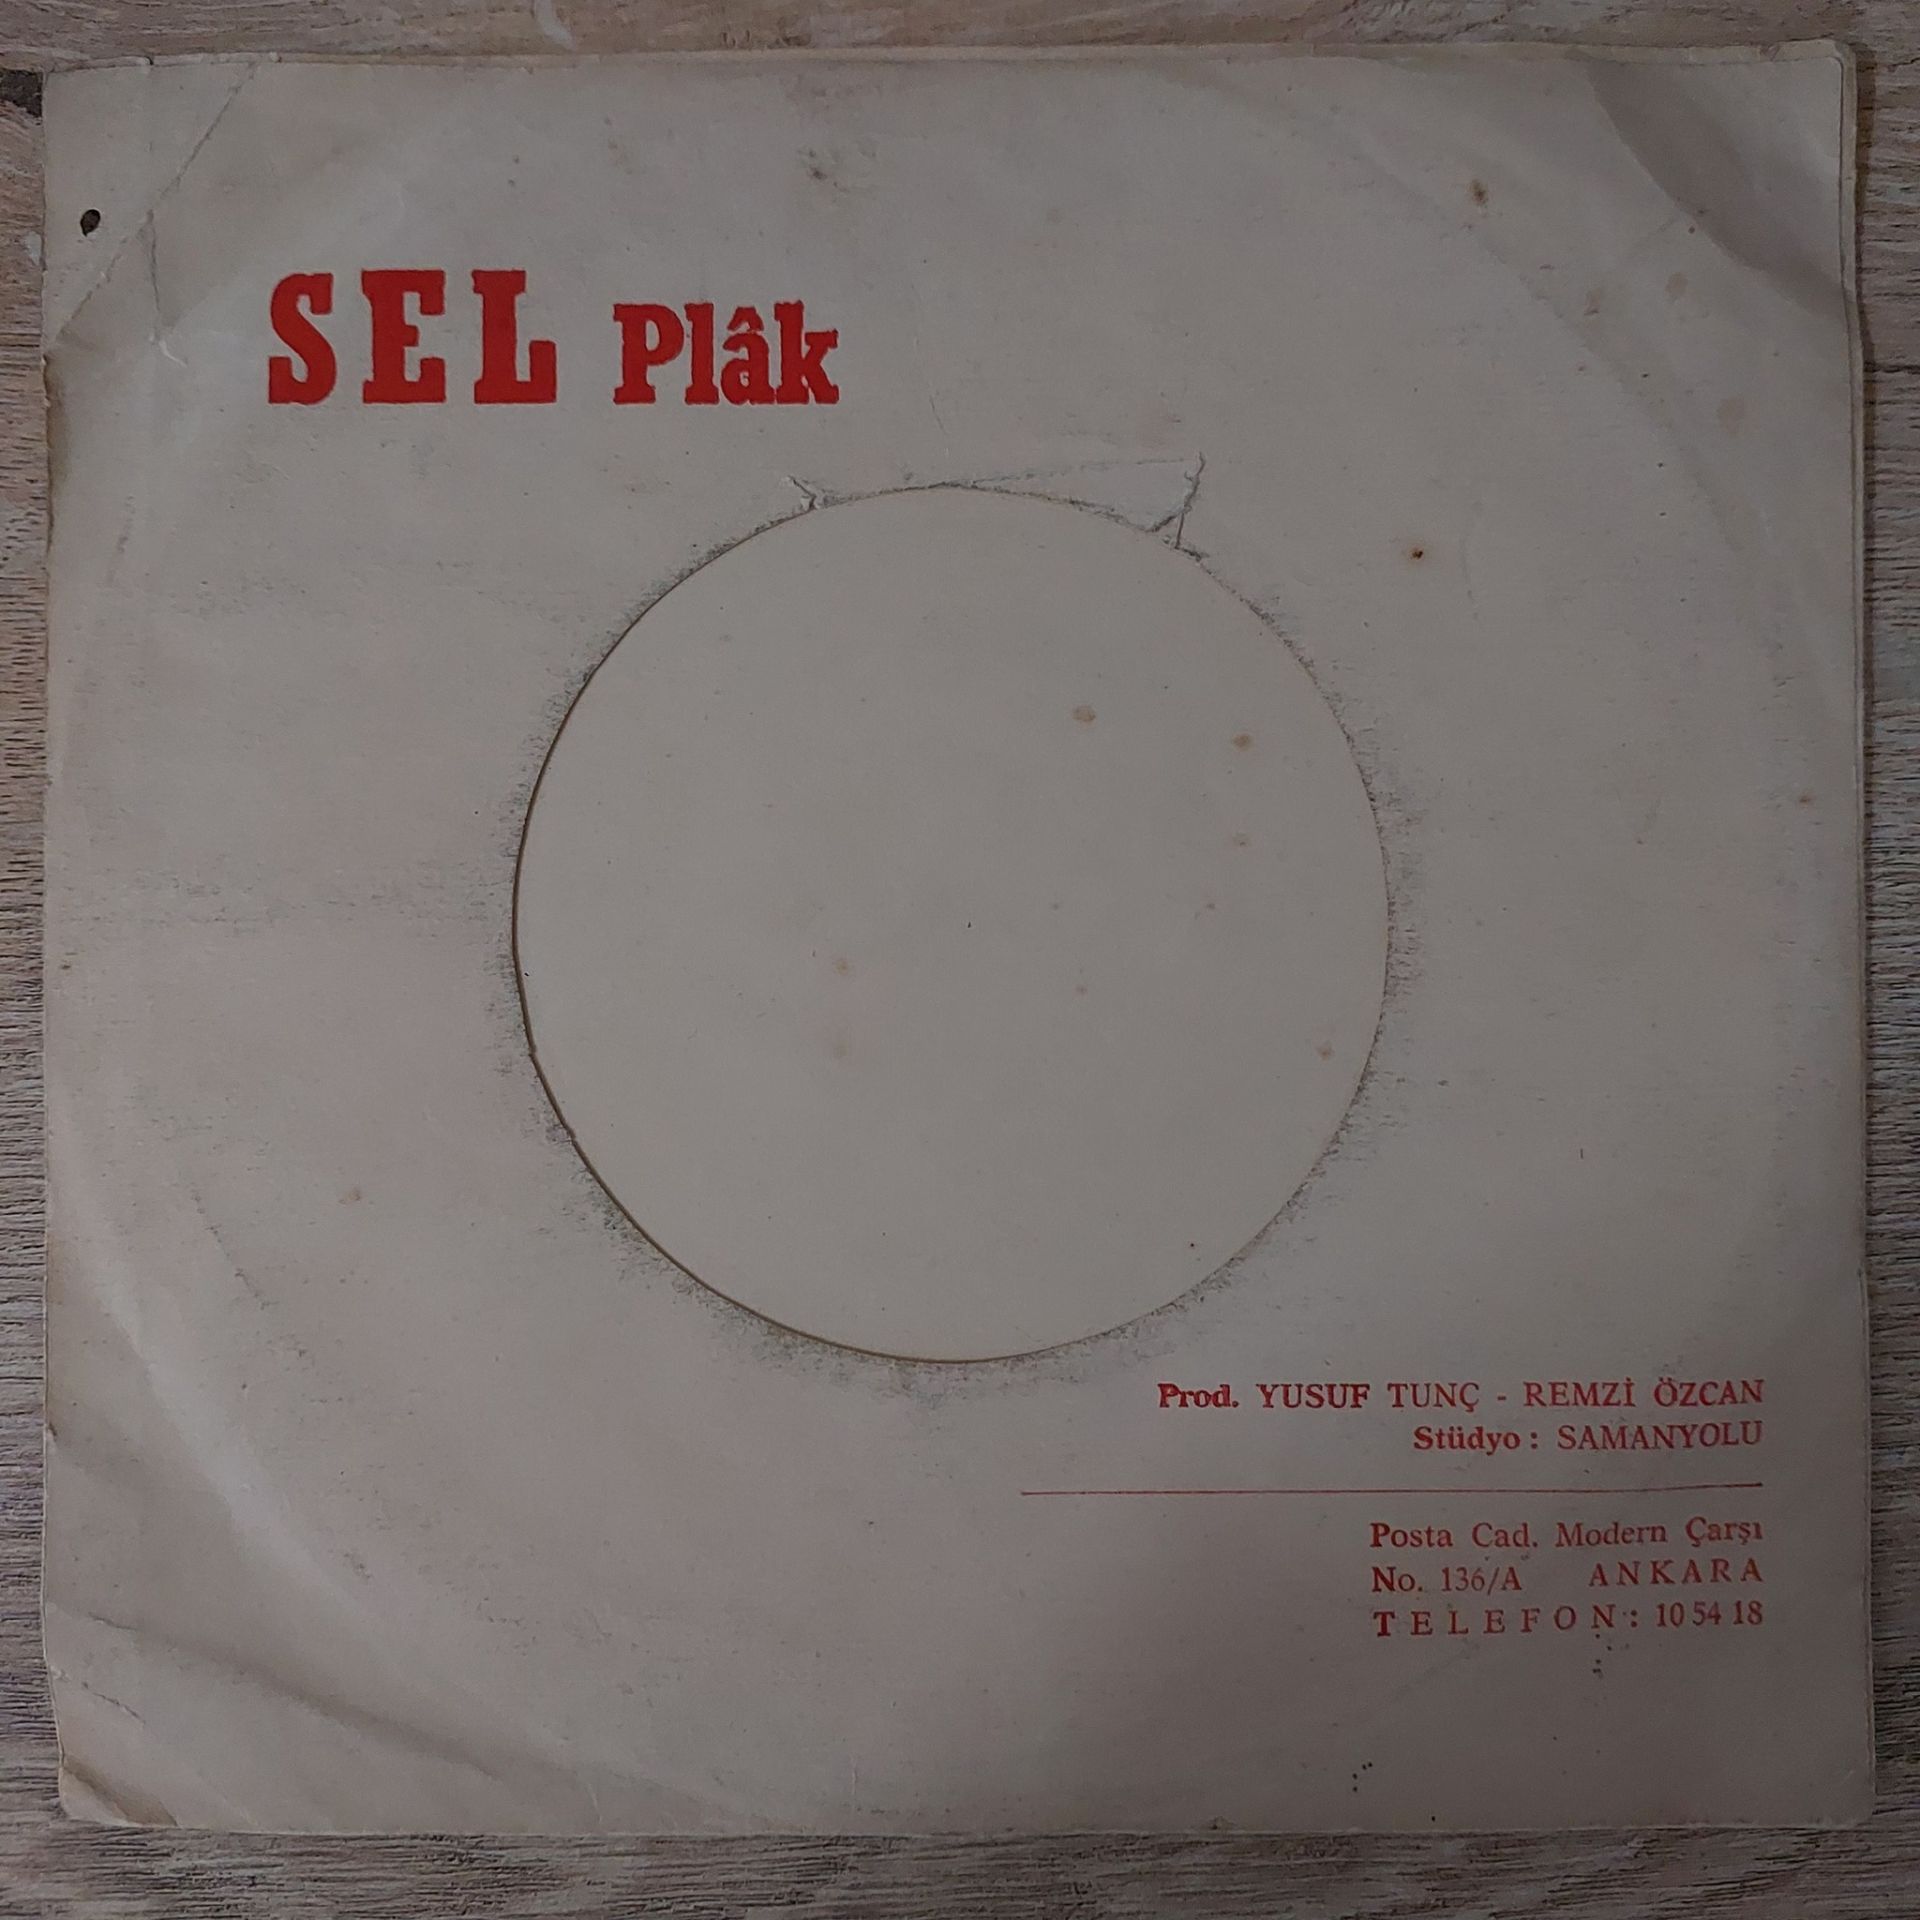 SEL Plâk
Prod. YUSUF TUNÇ - REMZİ ÖZCAN
Stüdyo : SAMANYOLU
Posta Cad. Modern Çarşı
No. 136/A ANKARA
TELEFON : 10 54 18